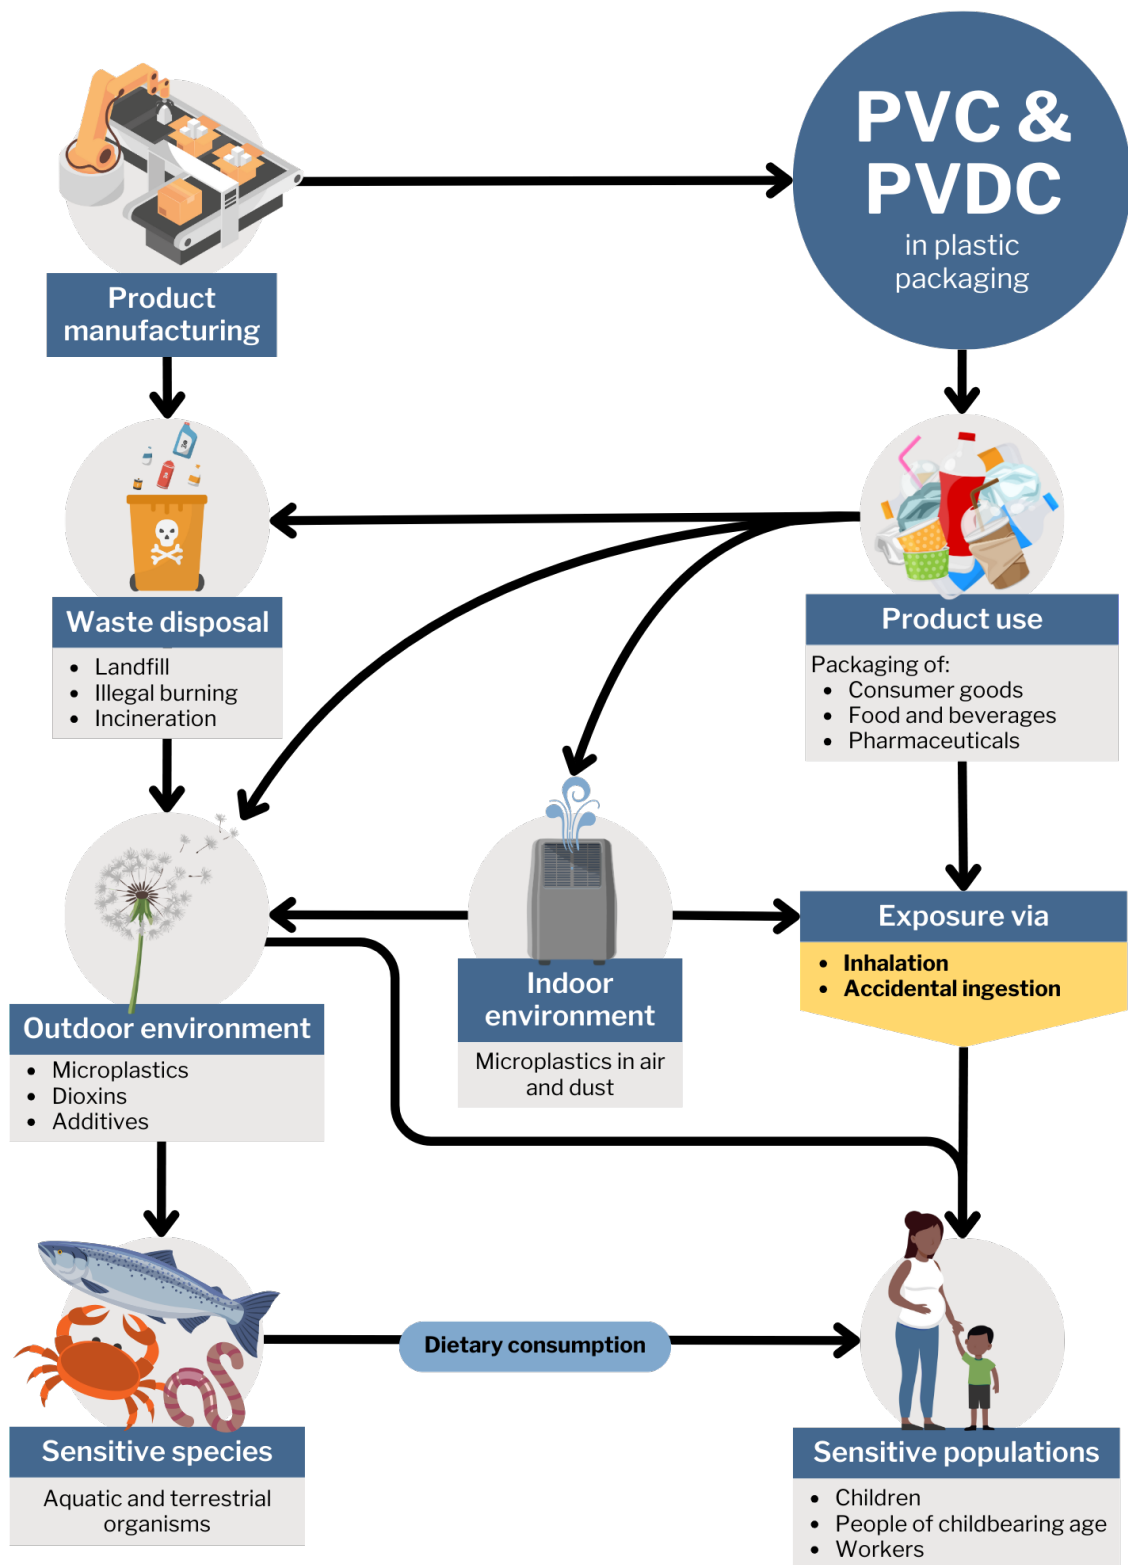 PVC &
PVDC
in plastic
packaging
Product
manufacturing
Waste disposal
• Landfill
• Illegal burning
• Incineration
Product use
Packaging of:
• Consumer goods
• Food and beverages
• Pharmaceuticals
Outdoor environment
• Microplastics
• Dioxins
• Additives
Indoor
environment
Microplastics in air
and dust
Exposure via
• Inhalation
• Accidental ingestion
Dietary consumption
Sensitive species
Aquatic and terrestrial
organisms
Sensitive populations
• Children
• People of childbearing age
• Workers